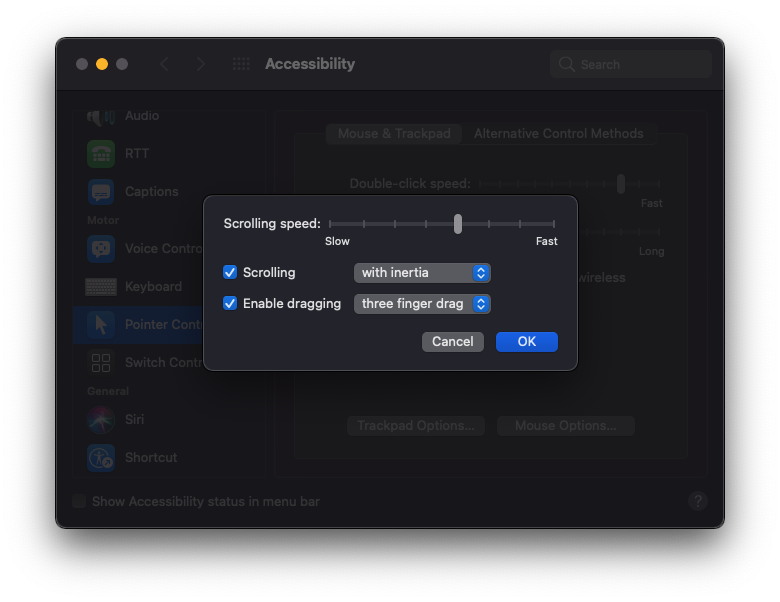 Accessibility
Search
Audio
RTT
Captions
Motor
Voice Contro
Keyboard
Pointer Cont
Switch Contr
General
Siri
Shortcut
Mouse & Trackpad
Alternative Control Methods
Double-click speed:
Fast
Long
wireless
Scrolling speed:
Slow
Fast
Scrolling
with inertia
Enable dragging
three finger drag
Cancel
OK
Trackpad Options...
Mouse Options...
Show Accessibility status in menu bar
?